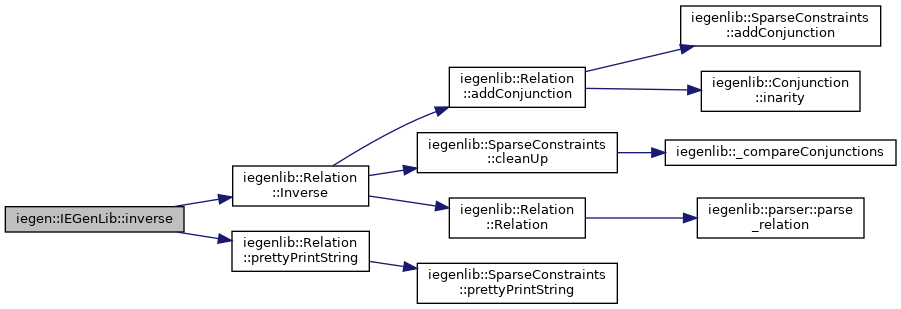 iegen::IEGenLib::inverse
iegenlib::Relation
::Inverse
iegenlib::Relation
::addConjunction
iegenlib::SparseConstraints
::addConjunction
iegenlib::Conjunction
::inarity
iegenlib::SparseConstraints
::cleanUp
iegenlib::_compareConjunctions
iegenlib::Relation
::Relation
iegenlib::parser::parse
_relation
iegenlib::Relation
::prettyPrintString
iegenlib::SparseConstraints
::prettyPrintString